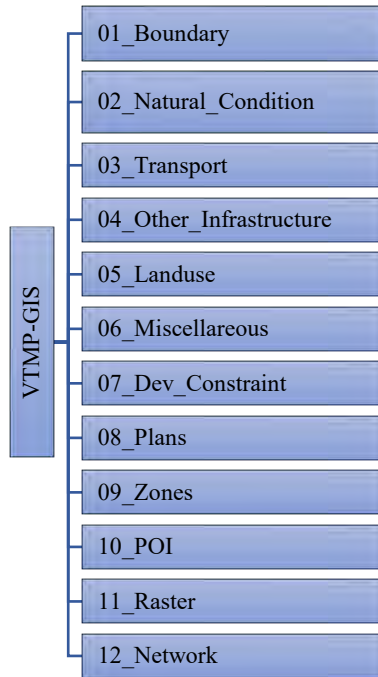 VTMP-GIS
01_Boundary
02_Natural_Condition
03_Transport
04_Other_Infrastructure
05_Landuse
06_Miscellareous
07_Dev_Constraint
08_Plans
09_Zones
10_POI
11_Raster
12_Network